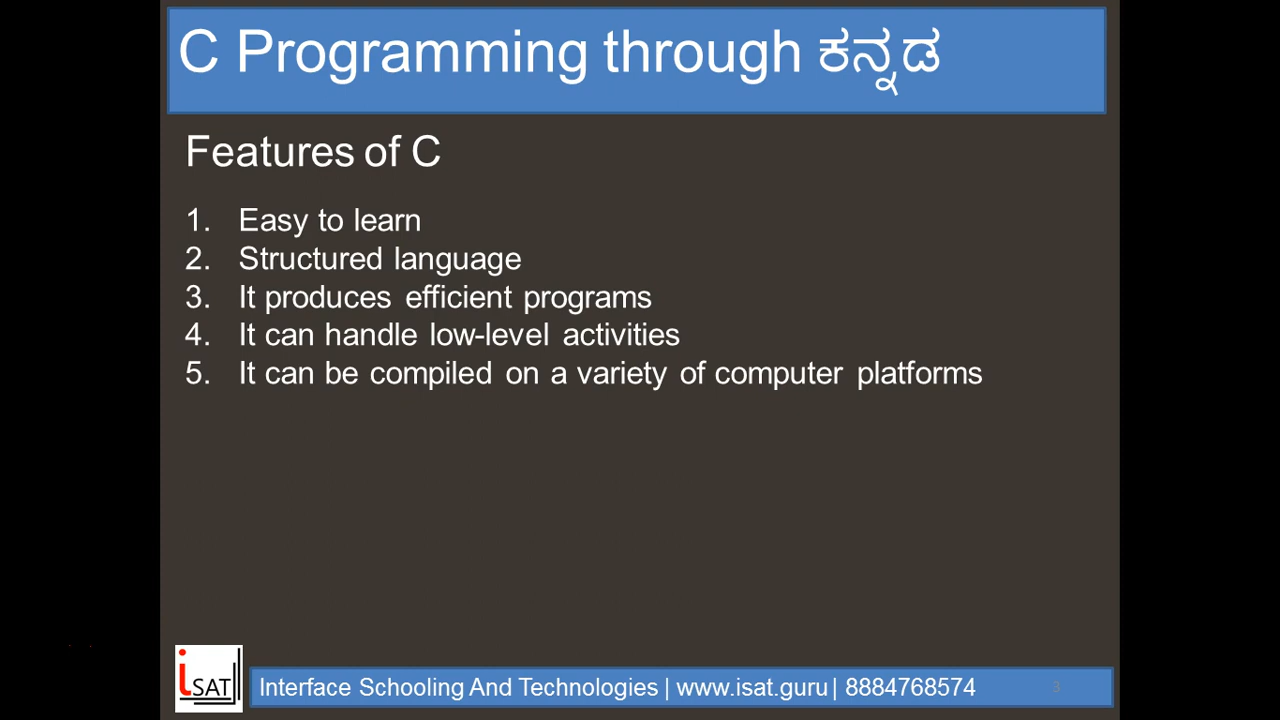 C Programming through ಕನ್ನಡ
Features of C
1. Easy to learn
2. Structured language
3. It produces efficient programs
4. It can handle low-level activities
5. It can be compiled on a variety of computer platforms
iSAT
Interface Schooling And Technologies | www.isat.guru | 8884768574
3